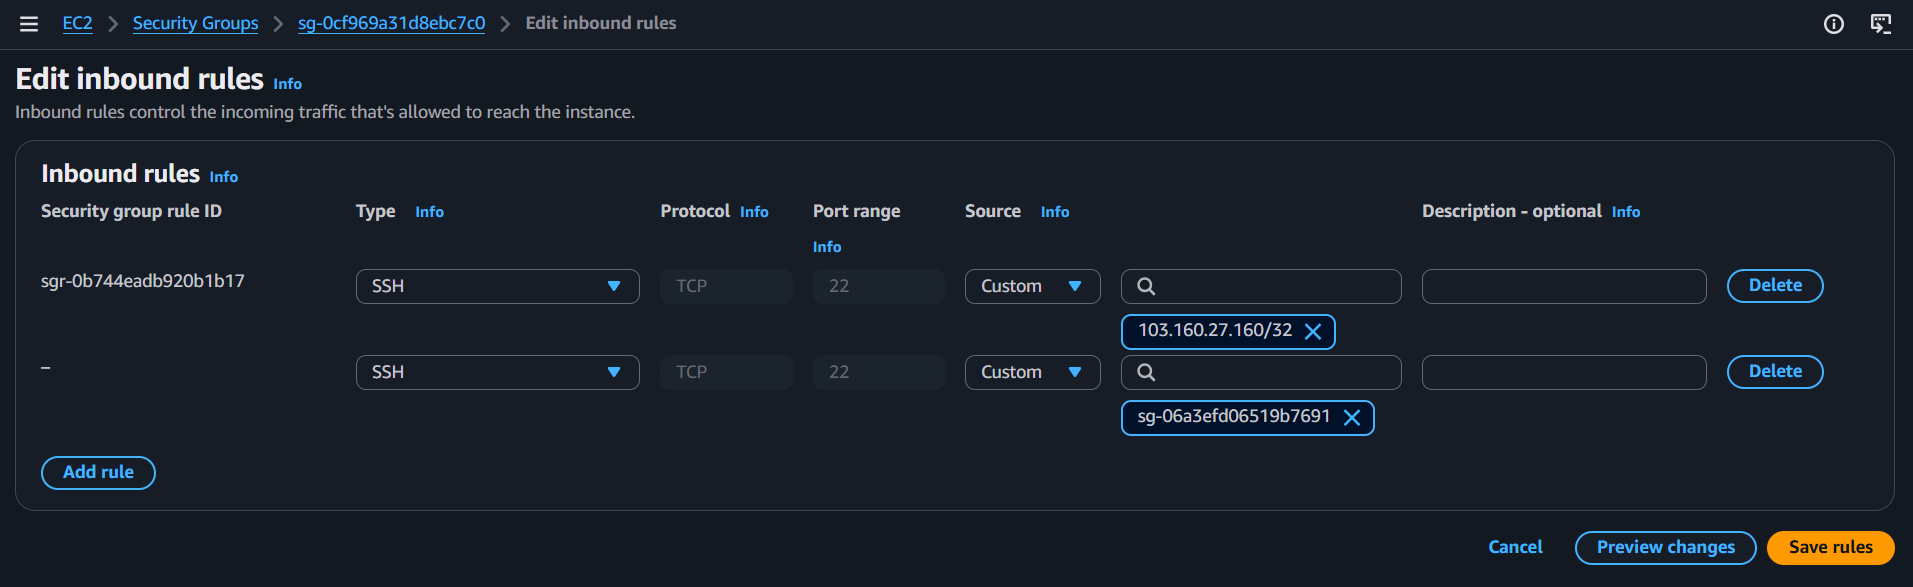 EC2 > Security Groups > sg-0cf969a31d8ebc7c0 > Edit inbound rules
Edit inbound rules Info
Inbound rules control the incoming traffic that's allowed to reach the instance.
Inbound rules Info
Security group rule ID Type Info Protocol Info Port range Info Source Info Description - optional Info
sgr-0b744eadb920b1b17 SSH TCP 22 Custom Delete
103.160.27.160/32
– SSH TCP 22 Custom Delete
sg-06a3efd06519b7691
Add rule
Cancel Preview changes Save rules